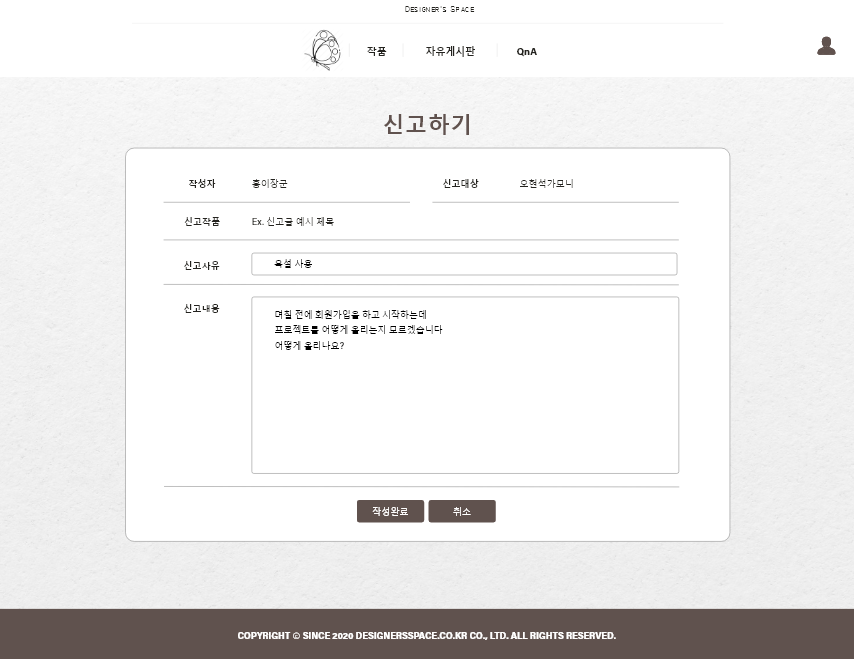 Designer's Space
작품
자유게시판
QnA
신고하기
작성자 홍이장군 신고대상 오현석가모니
신고작품 Ex. 신고글 예시 제목
신고사유 욕설 사용
신고내용 며칠 전에 회원가입을 하고 시작하는데
프로젝트를 어떻게 올리는지 모르겠습니다
어떻게 올리나요?
작성완료 취소
COPYRIGHT © SINCE 2020 DESIGNERSSPACE.CO.KR CO., LTD. ALL RIGHTS RESERVED.